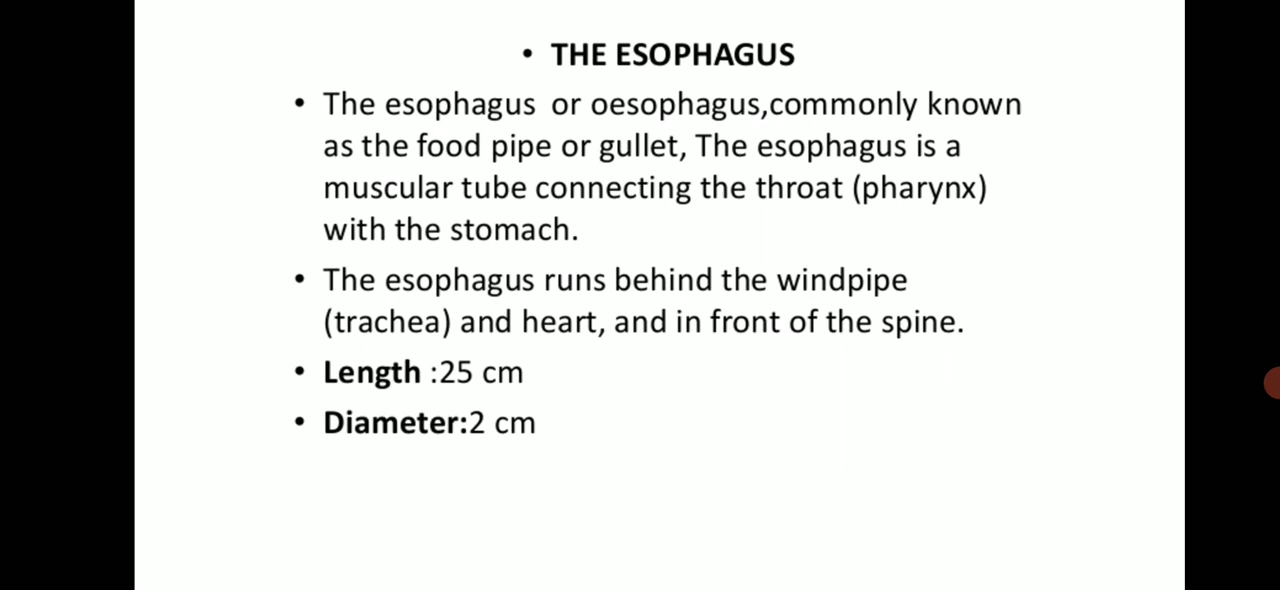 • THE ESOPHAGUS
• The esophagus or oesophagus,commonly known
as the food pipe or gullet, The esophagus is a
muscular tube connecting the throat (pharynx)
with the stomach.
• The esophagus runs behind the windpipe
(trachea) and heart, and in front of the spine.
• Length :25 cm
• Diameter:2 cm